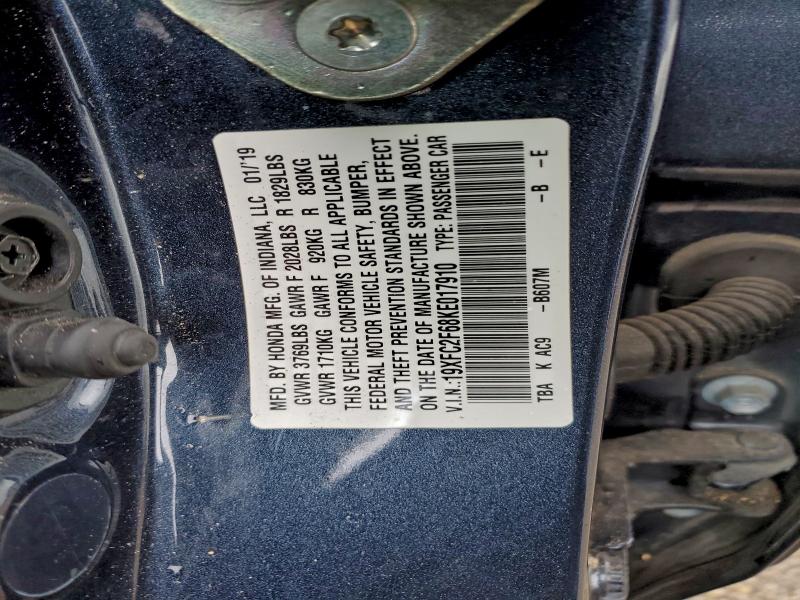 MFD. BY HONDA MFG. OF INDIANA, LLC 01/'19
GVWR 3769LBS GAWR F 2028LBS R 1829LBS
GVWR 1710KG GAWR F 920KG R 830KG
THIS VEHICLE CONFORMS TO ALL APPLICABLE
FEDERAL MOTOR VEHICLE SAFETY, BUMPER,
AND THEFT PREVENTION STANDARDS IN EFFECT
ON THE DATE OF MANUFACTURE SHOWN ABOVE.
V.I.N.:19XFC2F68KE017910 TYPE: PASSENGER CAR
TBA K AC9 -B607M -B -E